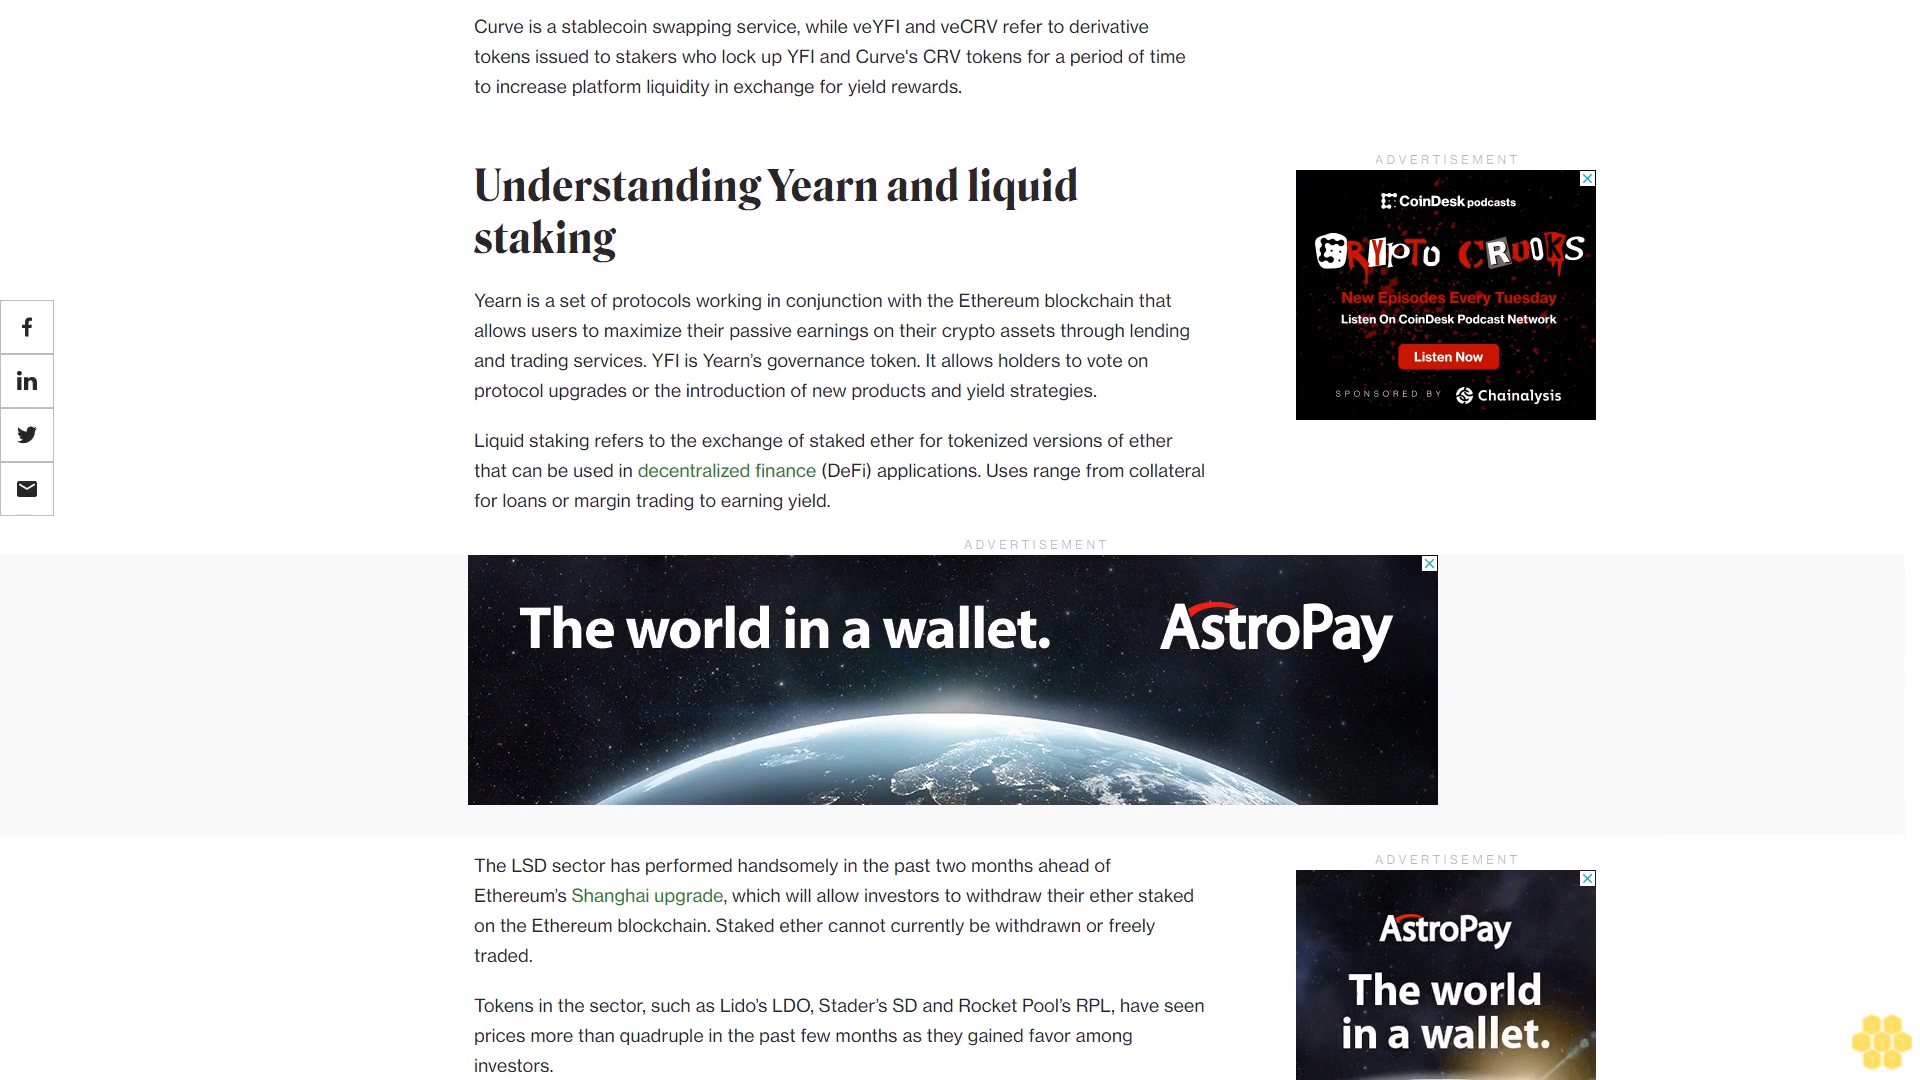 Curve is a stablecoin swapping service, while veYFI and veCRV refer to derivative
tokens issued to stakers who lock up YFI and Curve's CRV tokens for a period of time
to increase platform liquidity in exchange for yield rewards.
Understanding Yearn and liquid
staking
Yearn is a set of protocols working in conjunction with the Ethereum blockchain that
allows users to maximize their passive earnings on their crypto assets through lending
and trading services. YFI is Yearn’s governance token. It allows holders to vote on
protocol upgrades or the introduction of new products and yield strategies.
Liquid staking refers to the exchange of staked ether for tokenized versions of ether
that can be used in decentralized finance (DeFi) applications. Uses range from collateral
for loans or margin trading to earning yield.
ADVERTISEMENT
CoinDesk podcasts
CRYPTO CROOKS
New Episodes Every Tuesday
Listen On CoinDesk Podcast Network
Listen Now
SPONSORED BY Chainalysis
ADVERTISEMENT
The world in a wallet.
AstroPay
The LSD sector has performed handsomely in the past two months ahead of
Ethereum’s Shanghai upgrade, which will allow investors to withdraw their ether staked
on the Ethereum blockchain. Staked ether cannot currently be withdrawn or freely
traded.
Tokens in the sector, such as Lido’s LDO, Stader’s SD and Rocket Pool’s RPL, have seen
prices more than quadruple in the past few months as they gained favor among
investors.
ADVERTISEMENT
AstroPay
The world
in a wallet.